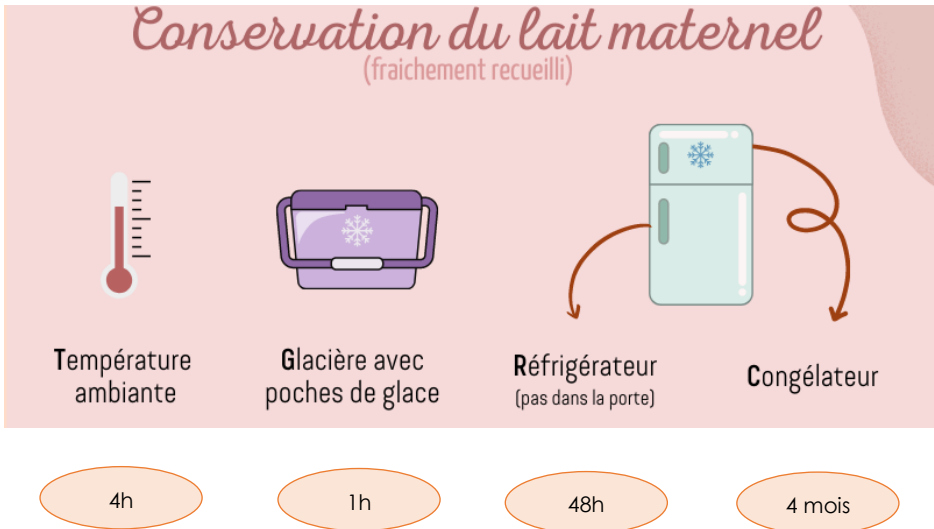 Conservation du lait maternel
(fraichement recueilli)
Température
ambiante
Glacière avec
poches de glace
Réfrigérateur
(pas dans la porte)
Congélateur
4h
1h
48h
4 mois